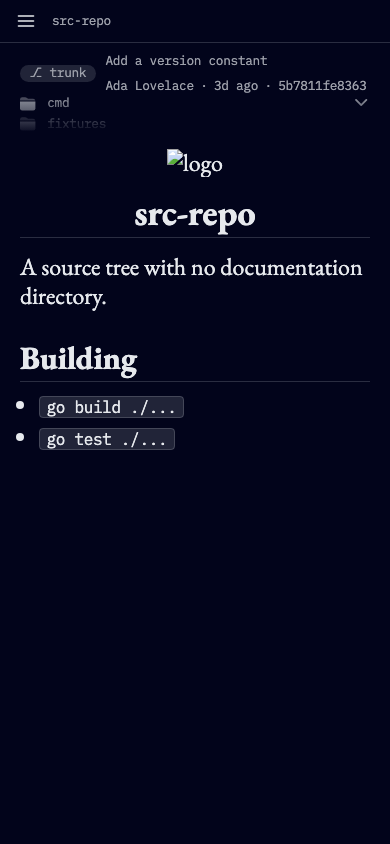 src-repo
trunk
Add a version constant
Ada Lovelace · 3d ago · 5b7811fe8363
cmd
fixtures
logo
src-repo
A source tree with no documentation
directory.
Building
go build ./...
go test ./...